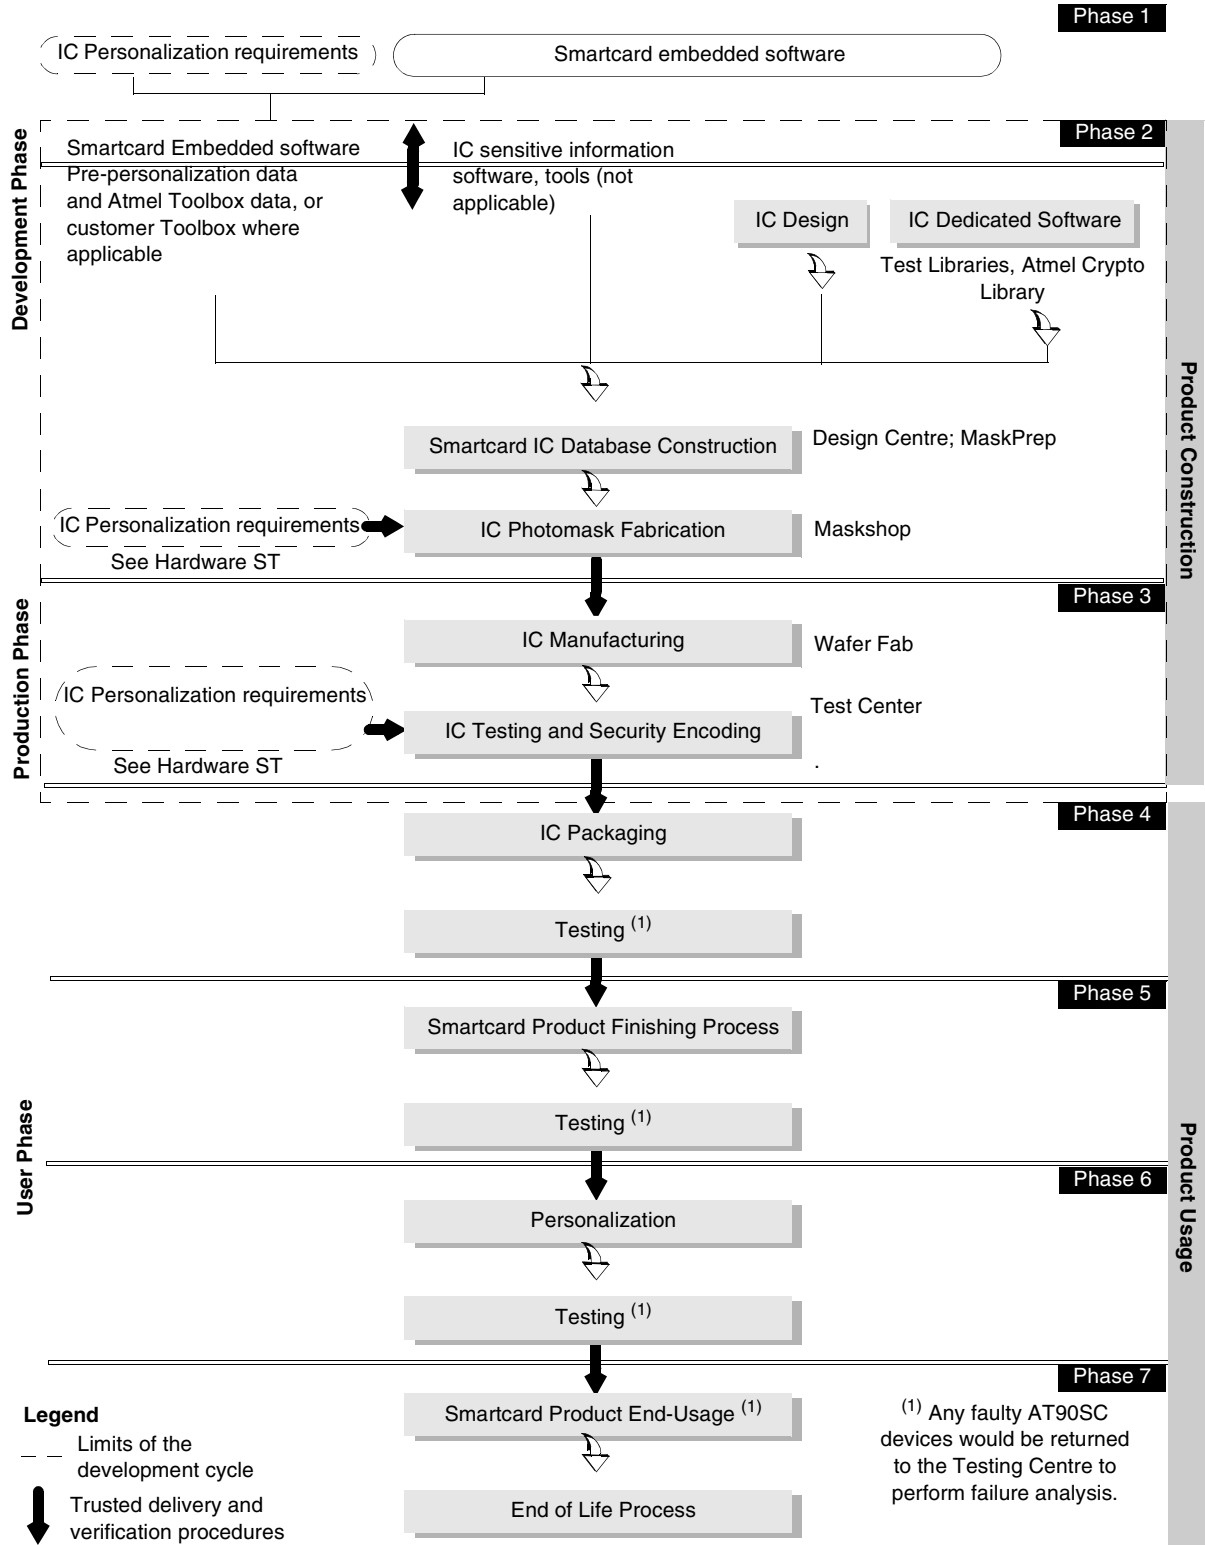 Phase 1
IC Personalization requirements
Smartcard embedded software
Phase 2
Development Phase
Smartcard Embedded software
Pre-personalization data
and Atmel Toolbox data, or
customer Toolbox where
applicable
IC sensitive information
software, tools (not
applicable)
IC Design
IC Dedicated Software
Test Libraries, Atmel Crypto
Library
Product Construction
Smartcard IC Database Construction
Design Centre; MaskPrep
IC Personalization requirements
IC Photomask Fabrication
Maskshop
See Hardware ST
Phase 3
Production Phase
IC Manufacturing
Wafer Fab
IC Personalization requirements
Test Center
IC Testing and Security Encoding
See Hardware ST
.
Phase 4
IC Packaging
Testing (1)
Phase 5
Smartcard Product Finishing Process
Testing (1)
User Phase
Product Usage
Phase 6
Personalization
Testing (1)
Phase 7
Smartcard Product End-Usage (1)
End of Life Process
Legend
Limits of the
development cycle
Trusted delivery and
verification procedures
(1) Any faulty AT90SC
devices would be returned
to the Testing Centre to
perform failure analysis.